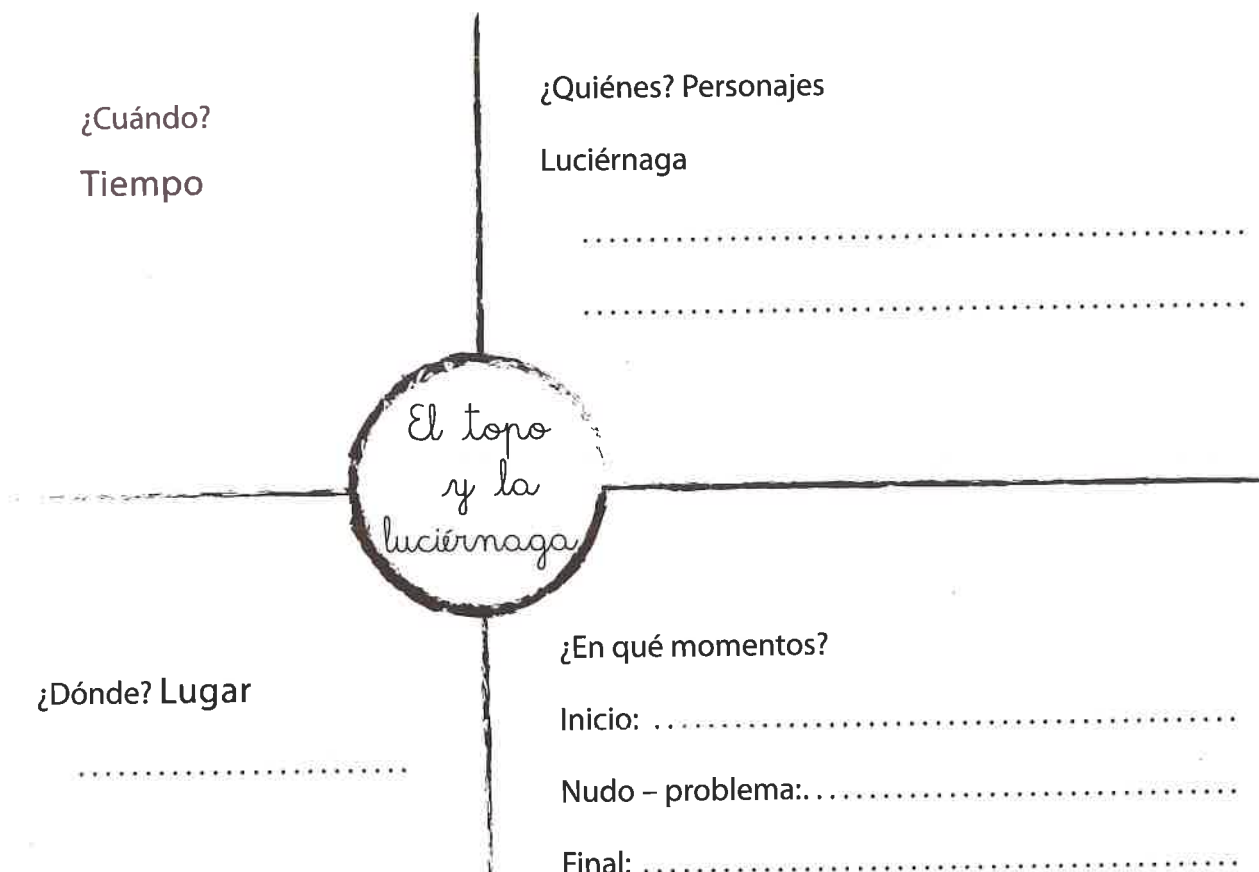 ¿Cuándo?
Tiempo
¿Quiénes? Personajes
Luciérnaga
El topo
y la
luciérnaga
¿Dónde? Lugar
¿En qué momentos?
Inicio:
Nudo – problema:
Final: